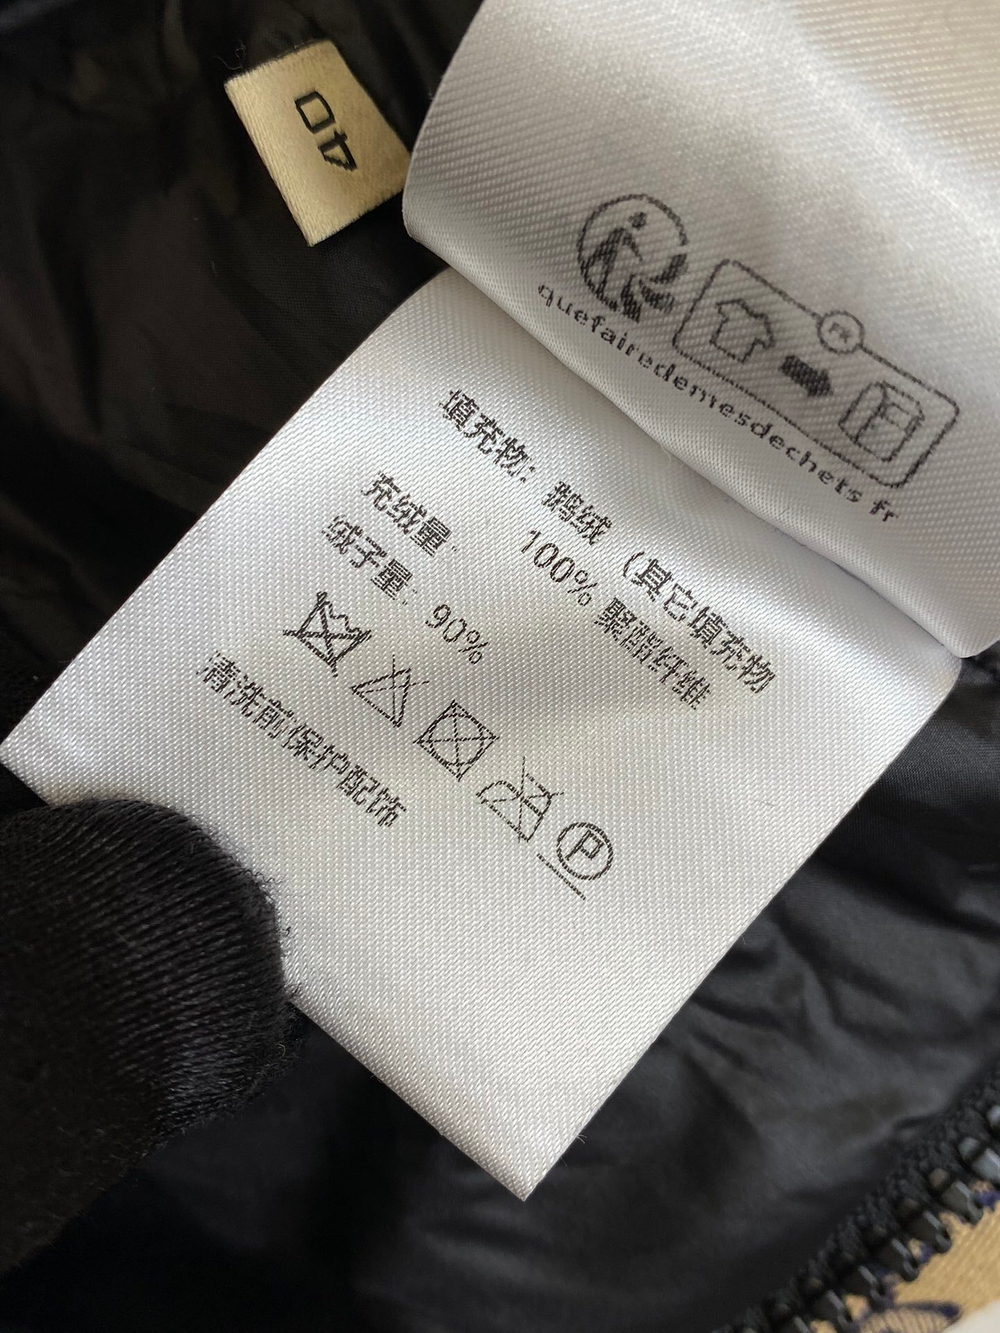 40
quefairedemesdechets.fr
FR
填充物: 鹅绒 (其它填充物
100% 聚酯纤维
充绒量:
绒子量: 90%
P
清洗前保护配饰